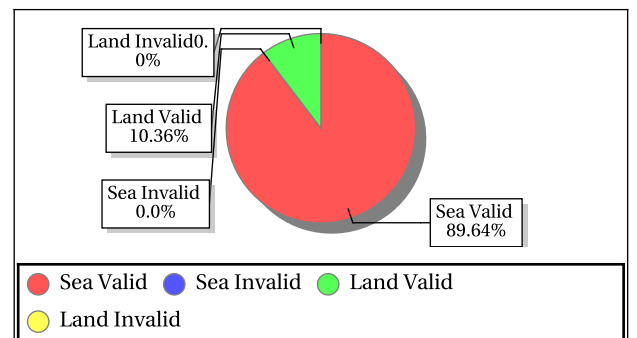 Land Invalid0.
0%
Land Valid
10.36%
Sea Invalid
0.0%
Sea Valid
89.64%
Sea Valid
Sea Invalid
Land Valid
Land Invalid